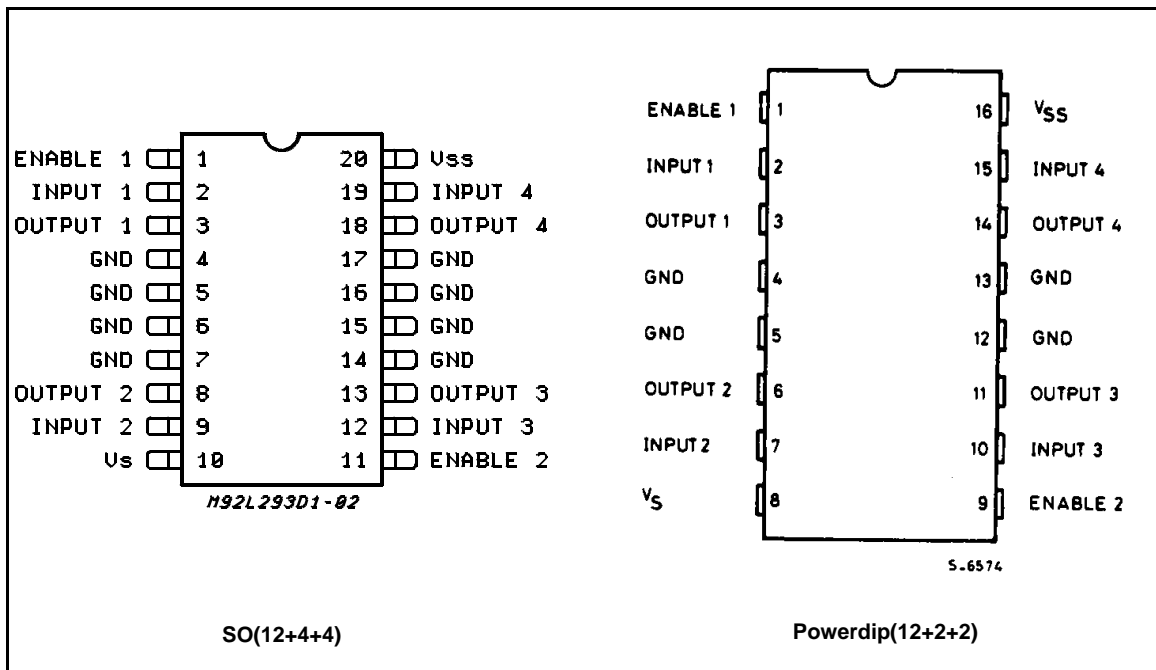 ENABLE 1 1 20 Vss
INPUT 1 2 19 INPUT 4
OUTPUT 1 3 18 OUTPUT 4
GND 4 17 GND
GND 5 16 GND
GND 6 15 GND
GND 7 14 GND
OUTPUT 2 8 13 OUTPUT 3
INPUT 2 9 12 INPUT 3
Vs 10 11 ENABLE 2
M92L293D1-02
SO(12+4+4)
ENABLE 1 1 16 VSS
INPUT 1 2 15 INPUT 4
OUTPUT 1 3 14 OUTPUT 4
GND 4 13 GND
GND 5 12 GND
OUTPUT 2 6 11 OUTPUT 3
INPUT 2 7 10 INPUT 3
VS 8 9 ENABLE 2
S-6574
Powerdip(12+2+2)